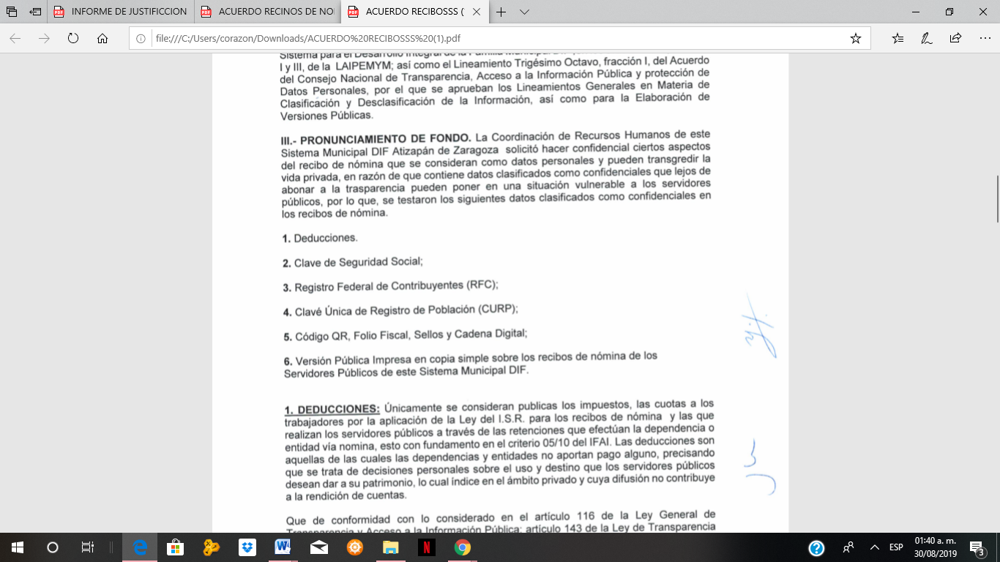 INFORME DE JUSTIFICCION
ACUERDO RECINOS DE NO
ACUERDO RECIBOSSS (
file:///C:/Users/corazon/Downloads/ACUERDO%20RECIBOSSS%20(1).pdf
Sistema para el Desarrollo Integral de la Familia Municipal
I y III, de la LAIPEMYM; así como el Lineamiento Trigésimo Octavo, fracción I, del Acuerdo
del Consejo Nacional de Transparencia, Acceso a la Información Pública y protección de
Datos Personales, por el que se aprueban los Lineamientos Generales en Materia de
Clasificación y Desclasificación de la Información, así como para la Elaboración de
Versiones Públicas.
III.- PRONUNCIAMIENTO DE FONDO. La Coordinación de Recursos Humanos de este
Sistema Municipal DIF Atizapán de Zaragoza solicitó hacer confidencial ciertos aspectos
del recibo de nómina que se consideran como datos personales y pueden transgredir la
vida privada, en razón de que contiene datos clasificados como confidenciales que lejos de
abonar a la trasparencia pueden poner en una situación vulnerable a los servidores
públicos, por lo que, se testaron los siguientes datos clasificados como confidenciales en
los recibos de nómina.
1. Deducciones.
2. Clave de Seguridad Social;
3. Registro Federal de Contribuyentes (RFC);
4. Clavé Única de Registro de Población (CURP);
5. Código QR, Folio Fiscal, Sellos y Cadena Digital;
6. Versión Pública Impresa en copia simple sobre los recibos de nómina de los
Servidores Públicos de este Sistema Municipal DIF.
1. DEDUCCIONES: Únicamente se consideran publicas los impuestos, las cuotas a los
trabajadores por la aplicación de la Ley del I.S.R. para los recibos de nómina y las que
realizan los servidores públicos a través de las retenciones que efectúan la dependencia o
entidad vía nomina, esto con fundamento en el criterio 05/10 del IFAI. Las deducciones son
aquellas de las cuales las dependencias y entidades no aportan pago alguno, precisando
que se trata de decisiones personales sobre el uso y destino que los servidores públicos
desean dar a su patrimonio, lo cual índice en el ámbito privado y cuya difusión no contribuye
a la rendición de cuentas.
Que de conformidad con lo considerado en el artículo 116 de la Ley General de
Transparencia y Acceso a la Información Pública; artículo 143 de la Ley de Transparencia
ESP
01:40 a. m.
30/08/2019
3